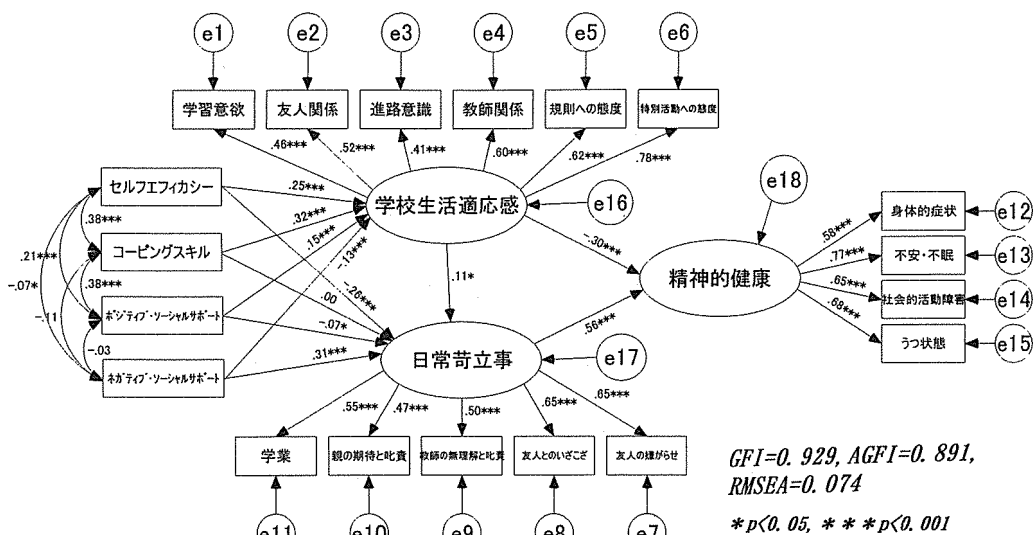 e1
e2
e3
e4
e5
e6
学習意欲
友人関係
進路意識
教師関係
規則への態度
特別活動への態度
.46***
.52***
.41***
.60***
.62***
.78***
セルフエフィカシー
コーピングスキル
ポジティブ・ソーシャルサポート
ネガティブ・ソーシャルサポート
.38***
.21***
.38***
-.07*
-.11
-.03
.25***
.32***
.15***
-.13***
-.26***
.00
-.07*
.31***
学校生活適応感
e16
.11*
日常苛立事
e17
-.30***
.56***
精神的健康
e18
.58***
.77***
.65***
.68***
身体的症状
e12
不安・不眠
e13
社会的活動障害
e14
うつ状態
e15
.55***
.47***
.50***
.65***
.65***
学業
親の期待と叱責
教師の無理解と叱責
友人とのいざこざ
友人の嫌がらせ
e11
e10
e9
e8
e7
GFI=0.929, AGFI=0.891,
RMSEA=0.074
*p<0.05, ***p<0.001